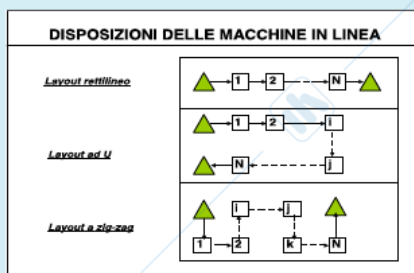 DISPOSIZIONI DELLE MACCHINE IN LINEA
Layout rettilineo
1 2 N
1 2 i
Layout ad U
N j
i j
Layout a zig-zag
1 2 k N